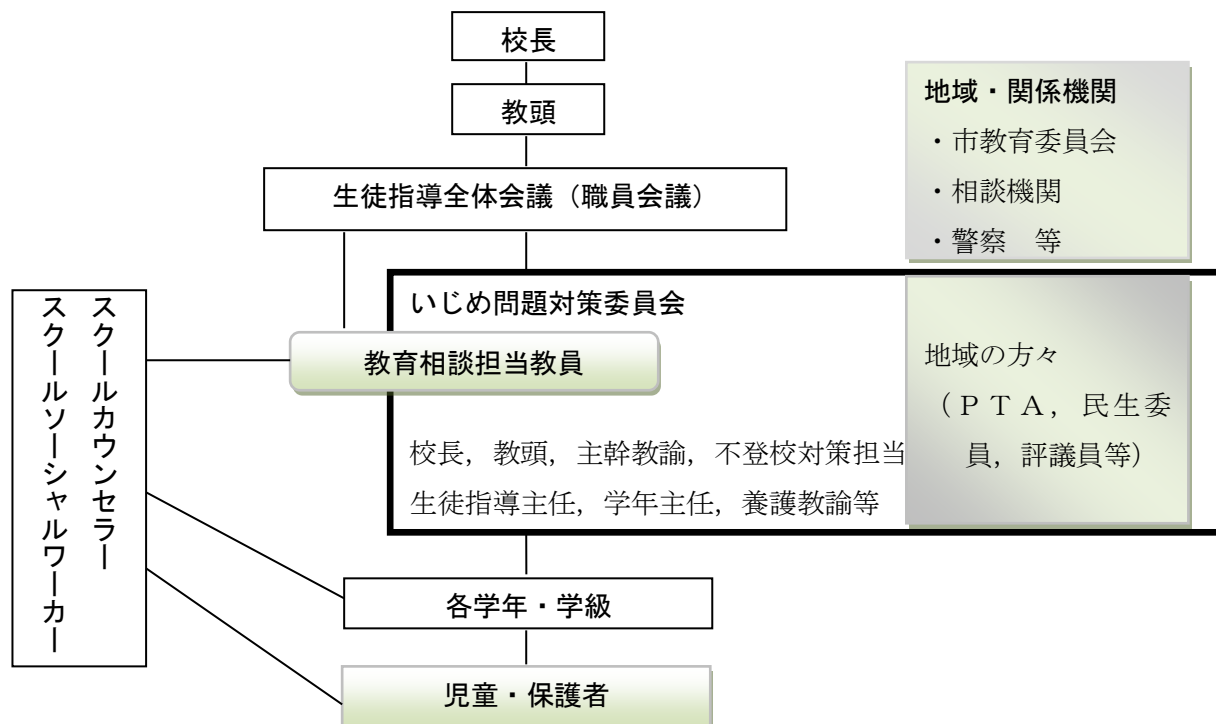 校長
教頭
生徒指導全体会議（職員会議）
地域・関係機関
・市教育委員会
・相談機関
・警察　等
スクールカウンセラー
スクールソーシャルワーカー
いじめ問題対策委員会
教育相談担当教員
校長，教頭，主幹教諭，不登校対策担当
生徒指導主任，学年主任，養護教諭等
地域の方々
（ＰＴＡ，民生委
員，評議員等）
各学年・学級
児童・保護者